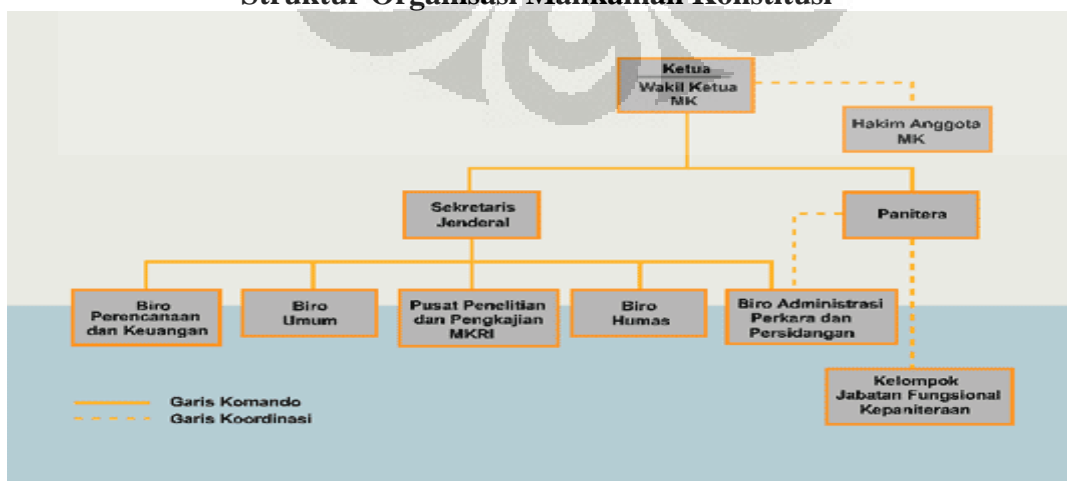 Struktur Organisasi Mahkamah Konstitusi
Ketua
Wakil Ketua
MK
Hakim Anggota
MK
Sekretaris
Jenderal
Panitera
Biro
Perencanaan
dan Keuangan
Biro
Umum
Pusat Penelitian
dan Pengkajian
MKRI
Biro
Humas
Biro Administrasi
Perkara dan
Persidangan
Kelompok
Jabatan Fungsional
Kepaniteraan
Garis Komando
Garis Koordinasi